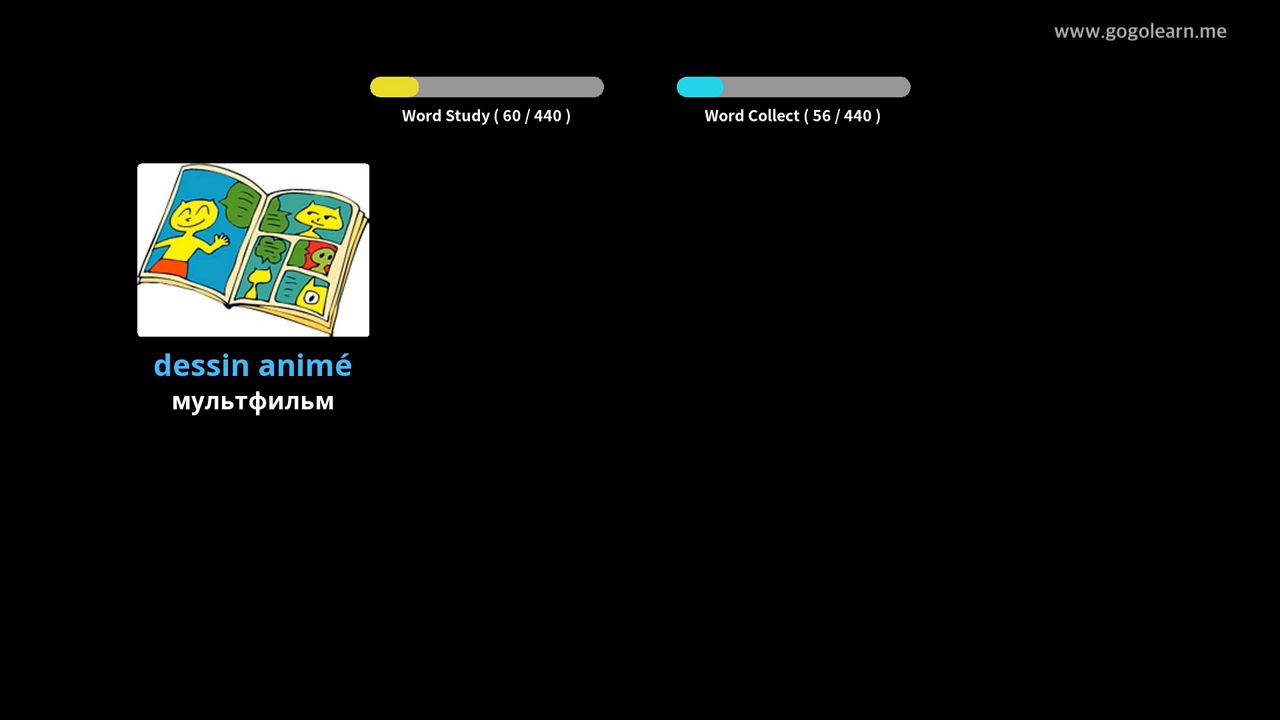 www.gogolearn.me
Word Study ( 60 / 440 )
Word Collect ( 56 / 440 )
dessin animé
мультфильм